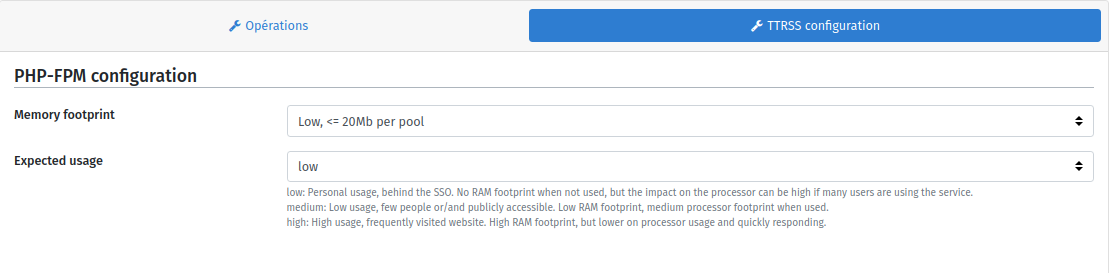 Opérations
TTRSS configuration
PHP-FPM configuration
Memory footprint
Low, <= 20Mb per pool
Expected usage
low
low: Personal usage, behind the SSO. No RAM footprint when not used, but the impact on the processor can be high if many users are using the service.
medium: Low usage, few people or/and publicly accessible. Low RAM footprint, medium processor footprint when used.
high: High usage, frequently visited website. High RAM footprint, but lower on processor usage and quickly responding.